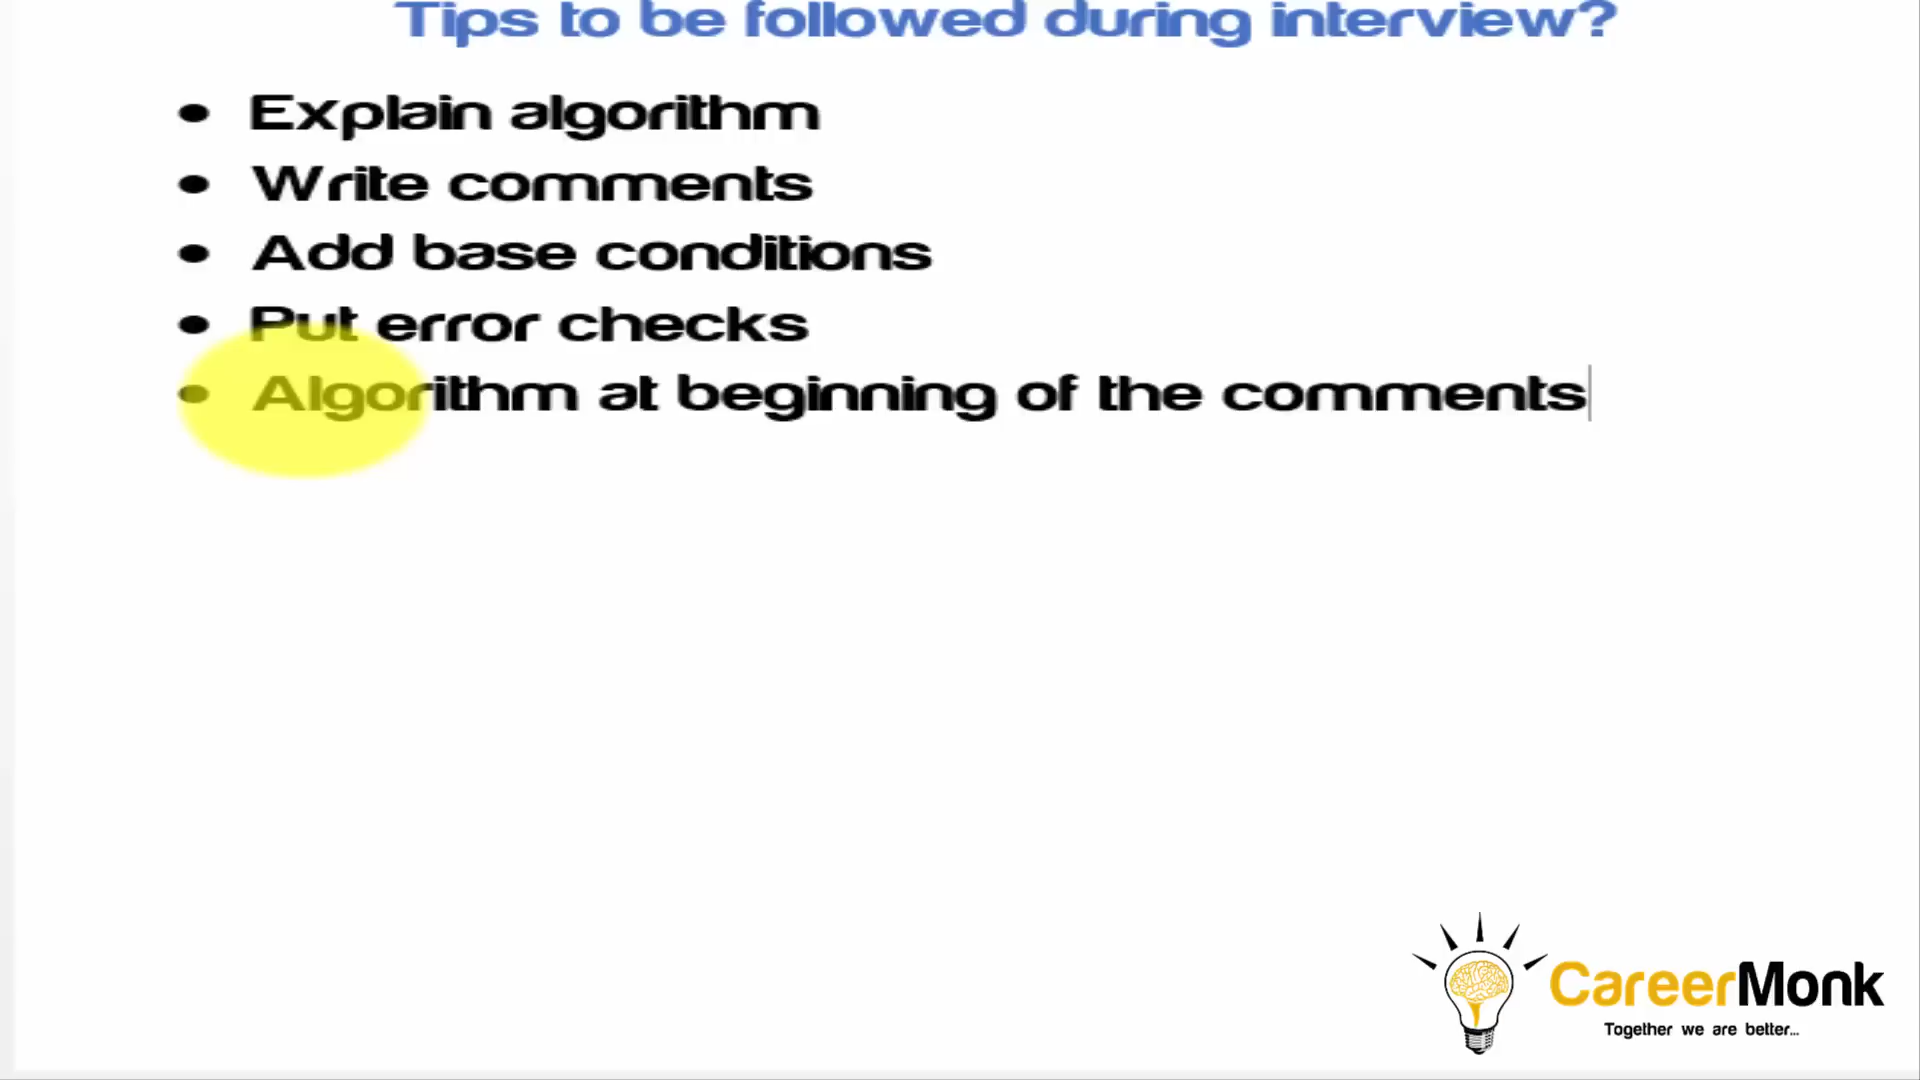 Tips to be followed during interview?
• Explain algorithm
• Write comments
• Add base conditions
• Put error checks
• Algorithm at beginning of the comments
CareerMonk
Together we are better...